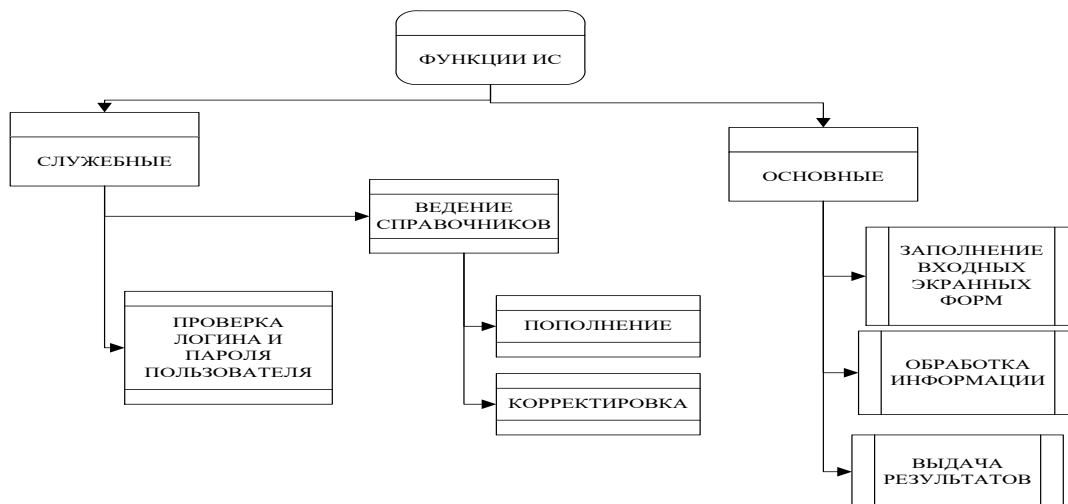 ФУНКЦИИ ИС
СЛУЖЕБНЫЕ
ОСНОВНЫЕ
ВЕДЕНИЕ
СПРАВОЧНИКОВ
ЗАПОЛНЕНИЕ
ВХОДНЫХ
ЭКРАННЫХ
ФОРМ
ПРОВЕРКА
ЛОГИНА И
ПАРОЛЯ
ПОЛЬЗОВАТЕЛЯ
ПОПОЛНЕНИЕ
ОБРАБОТКА
ИНФОРМАЦИИ
КОРРЕКТИРОВКА
ВЫДАЧА
РЕЗУЛЬТАТОВ